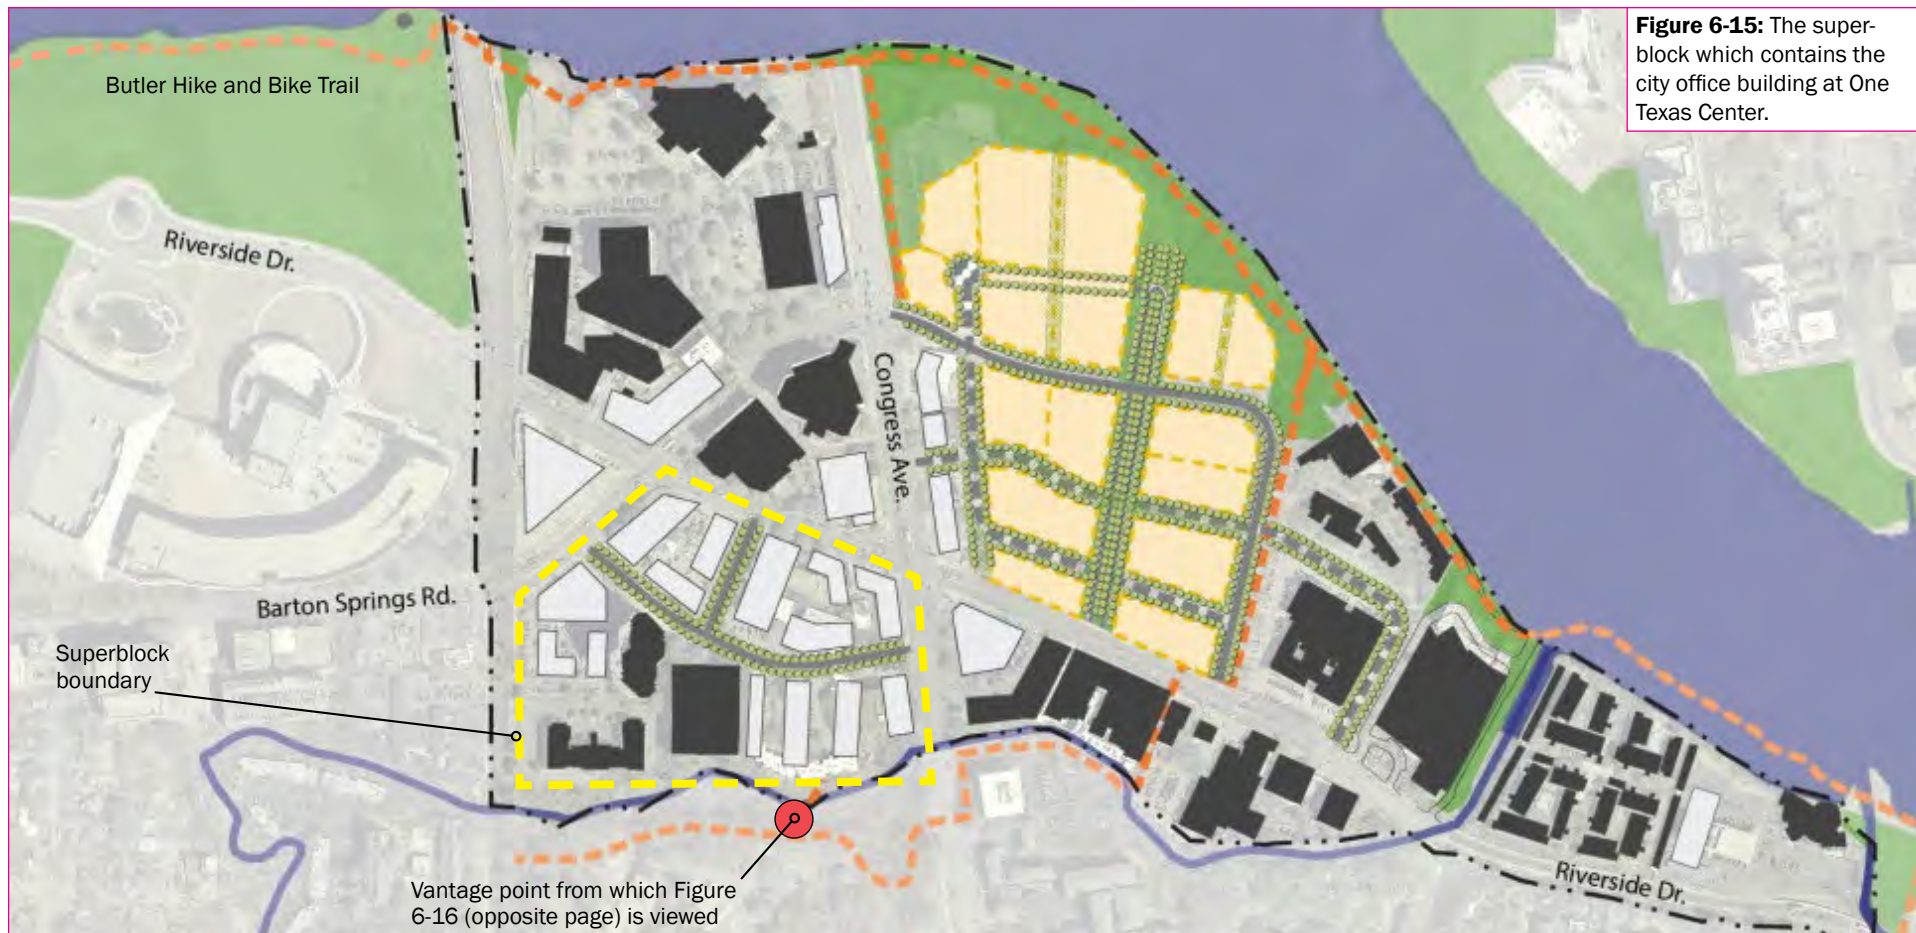 Figure 6-15: The super-
block which contains the
city office building at One
Texas Center.
Butler Hike and Bike Trail
Riverside Dr.
Congress Ave.
Barton Springs Rd.
Superblock
boundary
Vantage point from which Figure
6-16 (opposite page) is viewed
Riverside Dr.